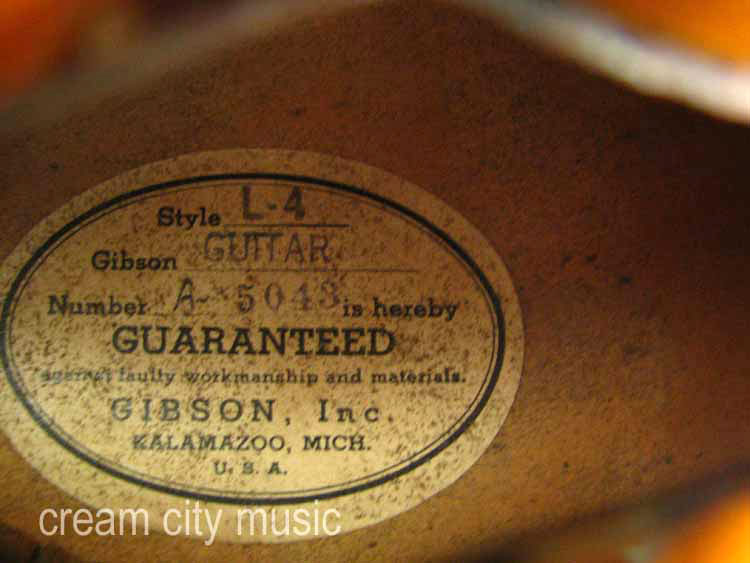 Style L-4
Gibson GUITAR
Number A- 5043 is hereby
GUARANTEED
against faulty workmanship and materials.
GIBSON, Inc.
KALAMAZOO, MICH.
U. S. A.
cream city music